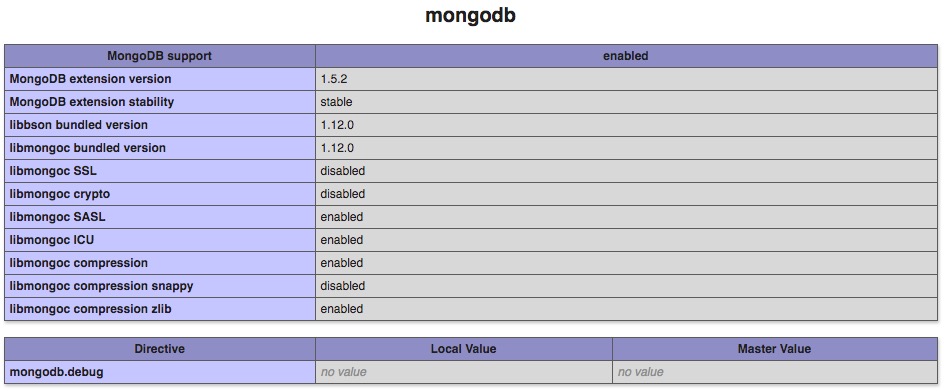 mongodb
MongoDB support enabled
MongoDB extension version 1.5.2
MongoDB extension stability stable
libbson bundled version 1.12.0
libmongoc bundled version 1.12.0
libmongoc SSL disabled
libmongoc crypto disabled
libmongoc SASL enabled
libmongoc ICU enabled
libmongoc compression enabled
libmongoc compression snappy disabled
libmongoc compression zlib enabled
Directive Local Value Master Value
mongodb.debug no value no value